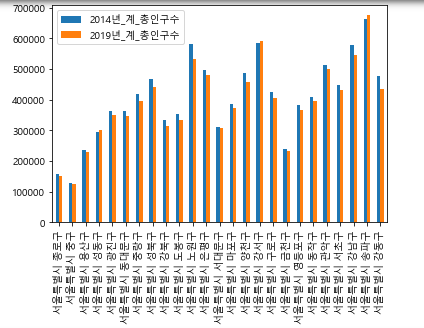 700000
600000
500000
400000
300000
200000
100000
0
2014년_계_총인구수
2019년_계_총인구수
서울특별시 종로구
서울특별시 중구
서울특별시 용산구
서울특별시 성동구
서울특별시 광진구
서울특별시 동대문구
서울특별시 중랑구
서울특별시 성북구
서울특별시 강북구
서울특별시 도봉구
서울특별시 노원구
서울특별시 은평구
서울특별시 서대문구
서울특별시 마포구
서울특별시 양천구
서울특별시 강서구
서울특별시 구로구
서울특별시 금천구
서울특별시 영등포구
서울특별시 동작구
서울특별시 관악구
서울특별시 서초구
서울특별시 강남구
서울특별시 송파구
서울특별시 강동구